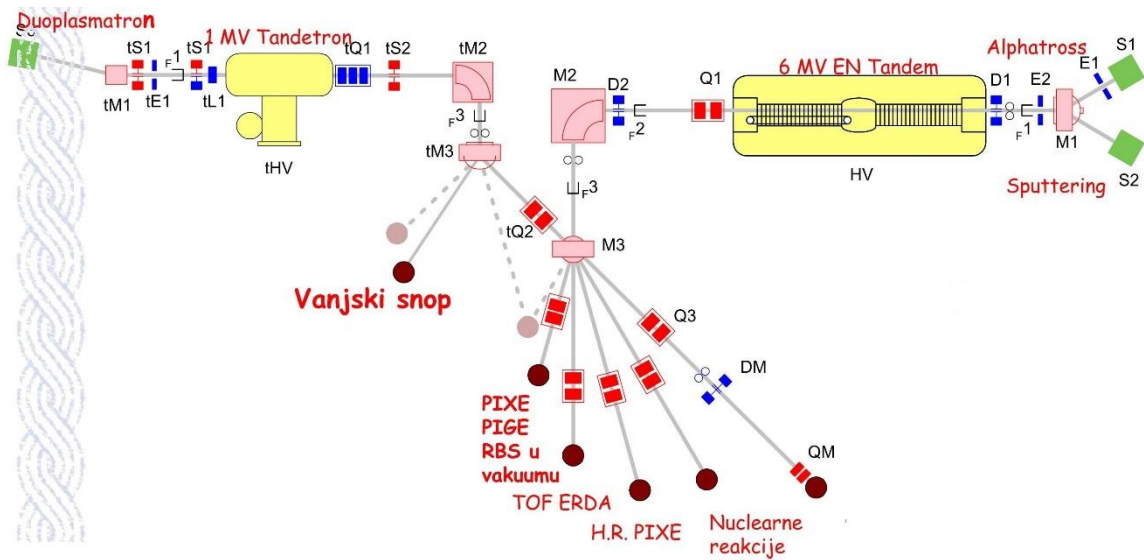 Duoplasmatron
tS1
F1
tS1
1 MV Tandetron
tQ1
tS2
tM2
tM1
tE1
tL1
tHV
F3
tM3
tQ2
Vanjski snop
M2
D2
F2
Q1
6 MV EN Tandem
HV
D1
F1
E2
Alphatross
E1
S1
M1
S2
Sputtering
F3
M3
Q3
DM
QM
PIXE
PIGE
RBS u
vakuumu
TOF ERDA
H.R. PIXE
Nuclearne
reakcije